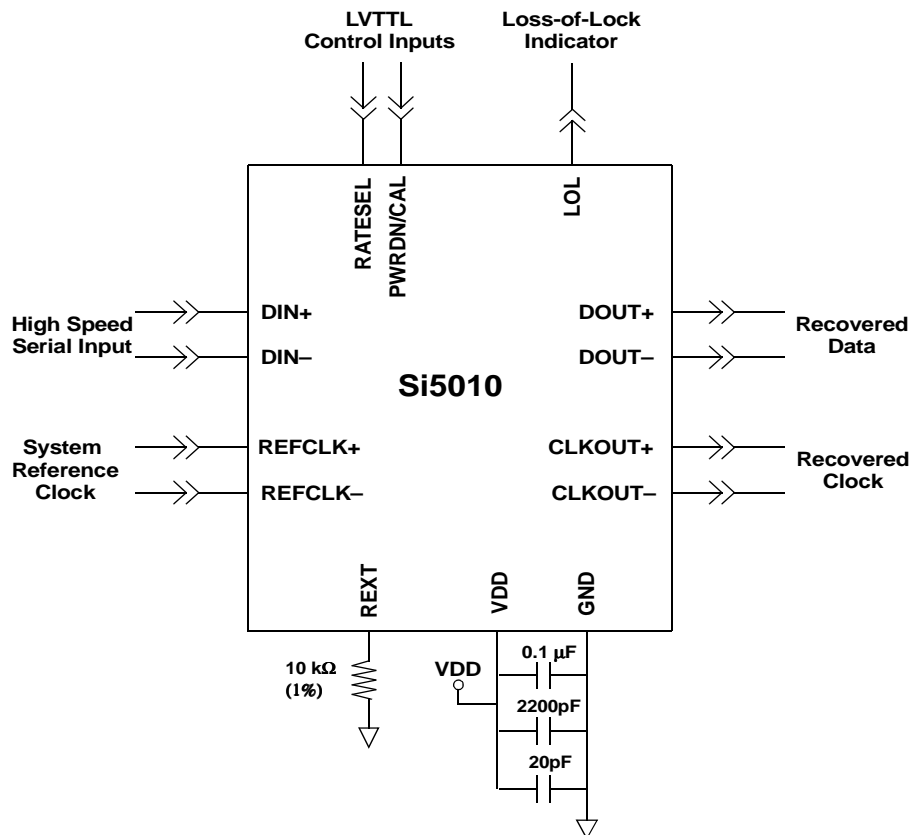 LVTTL
Control Inputs
Loss-of-Lock
Indicator
RATESEL
PWRDN/CAL
LOL
High Speed
Serial Input
DIN+
DIN–
DOUT+
DOUT–
Recovered
Data
Si5010
System
Reference
Clock
REFCLK+
REFCLK–
CLKOUT+
CLKOUT–
Recovered
Clock
REXT
VDD
GND
10 kΩ
(1%)
VDD
0.1 μF
2200pF
20pF